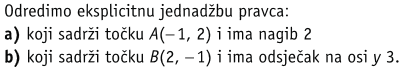 Odredimo eksplicitnu jednadžbu pravca:
a) koji sadrži točku A(−1, 2) i ima nagib 2
b) koji sadrži točku B(2, −1) i ima odsječak na osi y 3.